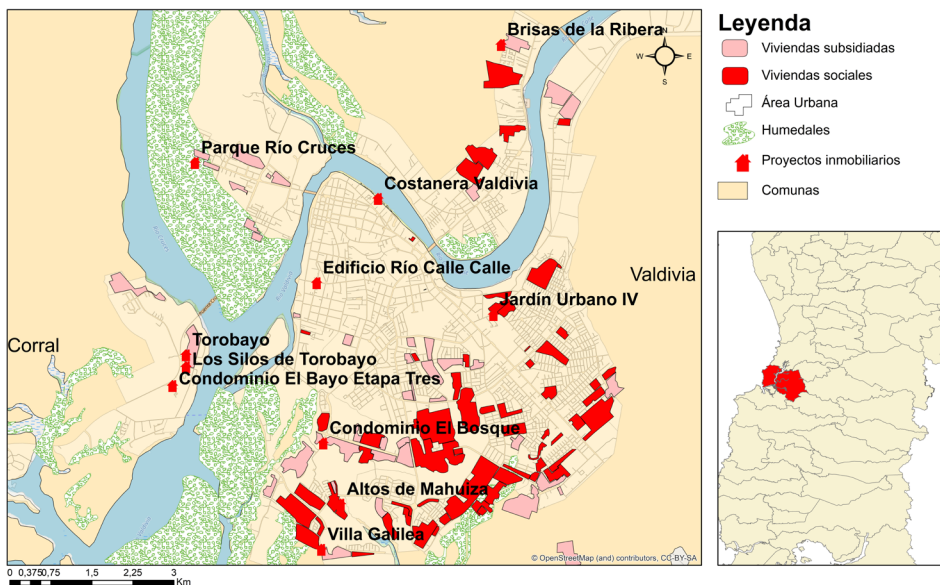 Brisas de la Ribera
N
W
E
S
Parque Río Cruces
Costanera Valdivia
Edificio Río Calle Calle
Valdivia
Jardín Urbano IV
Torobayo
Corral
Los Silos de Torobayo
Condominio El Bayo Etapa Tres
Condominio El Bosque
Altos de Mahuiza
Villa Galilea
© OpenStreetMap (and) contributors, CC-BY-SA
0 0,375 0,75 1,5 2,25 3
Km
Leyenda
Viviendas subsidiadas
Viviendas sociales
Área Urbana
Humedales
Proyectos inmobiliarios
Comunas